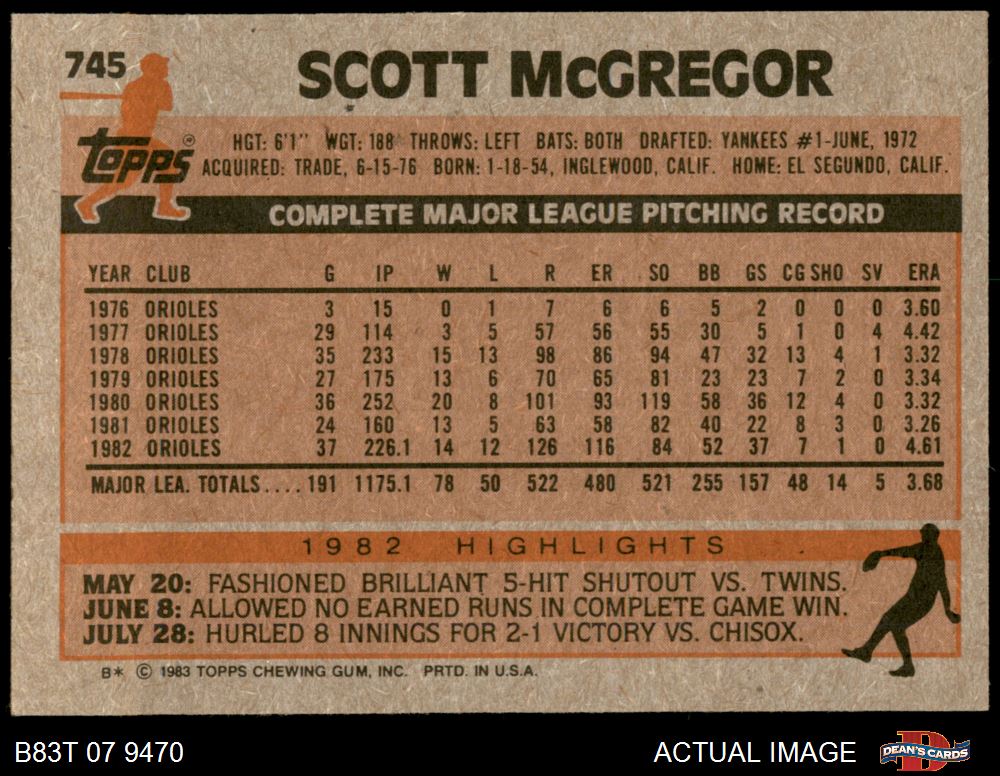 745 SCOTT McGREGOR
topps®
HGT: 6'1'' WGT: 188 THROWS: LEFT BATS: BOTH DRAFTED: YANKEES #1-JUNE, 1972
ACQUIRED: TRADE, 6-15-76 BORN: 1-18-54, INGLEWOOD, CALIF. HOME: EL SEGUNDO, CALIF.
COMPLETE MAJOR LEAGUE PITCHING RECORD
YEAR CLUB G IP W L R ER SO BB GS CG SHO SV ERA
1976 ORIOLES 3 15 0 1 7 6 6 5 2 0 0 0 3.60
1977 ORIOLES 29 114 3 5 57 56 55 30 5 1 0 4 4.42
1978 ORIOLES 35 233 15 13 98 86 94 47 32 13 4 1 3.32
1979 ORIOLES 27 175 13 6 70 65 81 23 23 7 2 0 3.34
1980 ORIOLES 36 252 20 8 101 93 119 58 36 12 4 0 3.32
1981 ORIOLES 24 160 13 5 63 58 82 40 22 8 3 0 3.26
1982 ORIOLES 37 226.1 14 12 126 116 84 52 37 7 1 0 4.61
MAJOR LEA. TOTALS.... 191 1175.1 78 50 522 480 521 255 157 48 14 5 3.68
1982 HIGHLIGHTS
MAY 20: FASHIONED BRILLIANT 5-HIT SHUTOUT VS. TWINS.
JUNE 8: ALLOWED NO EARNED RUNS IN COMPLETE GAME WIN.
JULY 28: HURLED 8 INNINGS FOR 2-1 VICTORY VS. CHISOX.
B* © 1983 TOPPS CHEWING GUM, INC. PRTD. IN U.S.A.
B83T 07 9470 ACTUAL IMAGE D DEAN'S CARDS